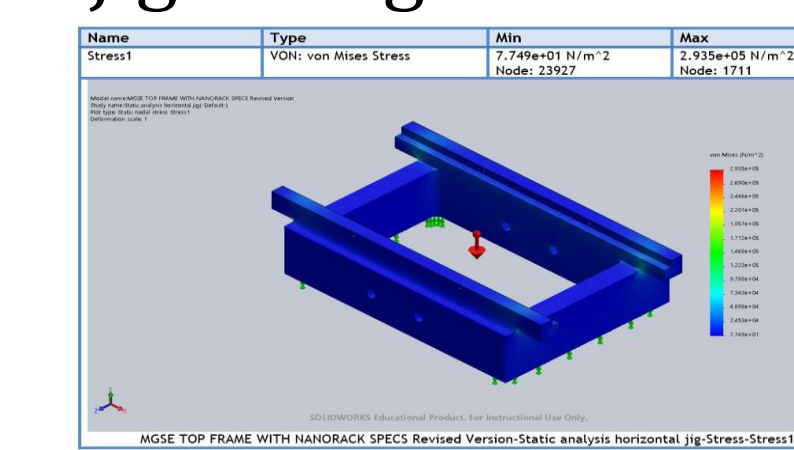 Name Type Min Max
Stress1 VON: von Mises Stress 7.749e+01 N/m^2 2.935e+05 N/m^2
Node: 23927 Node: 1711
Model name:MGSE TOP FRAME WITH NANORACK SPECS Revised Version
Study name:Static analysis horizontal jig(-Default-)
Plot type: Static nodal stress Stress1
Deformation scale: 1
von Mises (N/m^2)
2.935e+05
2.690e+05
2.446e+05
2.201e+05
1.957e+05
1.712e+05
1.468e+05
1.223e+05
9.788e+04
7.343e+04
4.898e+04
2.453e+04
7.749e+01
SOLIDWORKS Educational Product. For Instructional Use Only.
MGSE TOP FRAME WITH NANORACK SPECS Revised Version-Static analysis horizontal jig-Stress-Stress1